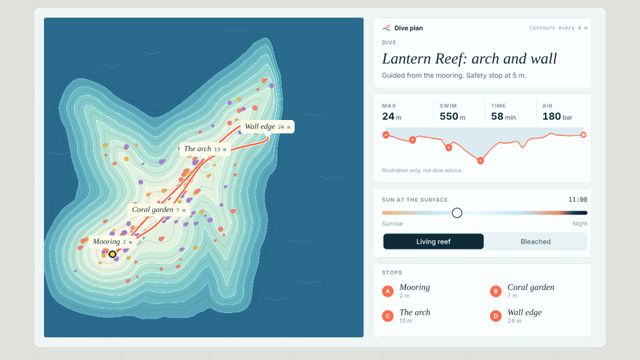 Wall edge 24 m
The arch 13 m
Coral garden 7 m
Mooring 2 m
Dive plan
Contours every 4 m
DIVE
Lantern Reef: arch and wall
Guided from the mooring. Safety stop at 5 m.
MAX SWIM TIME AIR
24 m 550 m 58 min 180 bar
Illustration only, not dive advice.
SUN AT THE SURFACE 11:00
Sunrise Night
Living reef Bleached
STOPS
A Mooring
2 m
B Coral garden
7 m
C The arch
13 m
D Wall edge
24 m